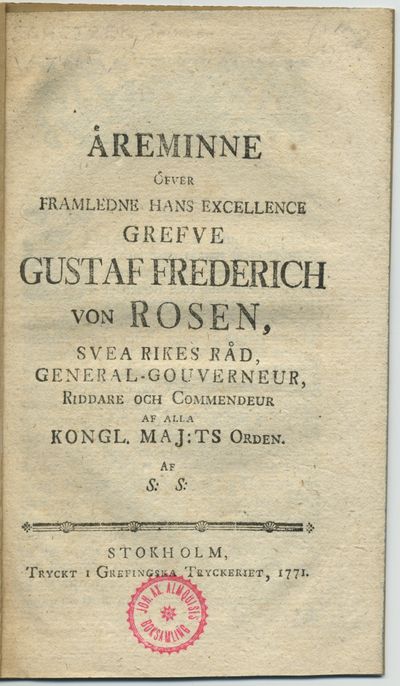 ÅREMINNE
ÖFVER
FRAMLEDNE HANS EXCELLENCE
GREFVE
GUSTAF FREDERICH
VON ROSEN,
SVEA RIKES RÅD,
GENERAL-GOUVERNEUR,
RIDDARE OCH COMMENDEUR
AF ALLA
KONGL. MAJ:TS ORDEN.
AF
S: S:
STOKHOLM,
TRYCKT I GREFINGSKA TRYCKERIET, 1771.
JOH. AX. ALMQUISTS
BOKSAMLING